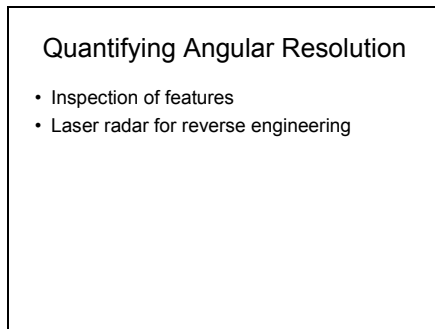 Quantifying Angular Resolution
• Inspection of features
• Laser radar for reverse engineering